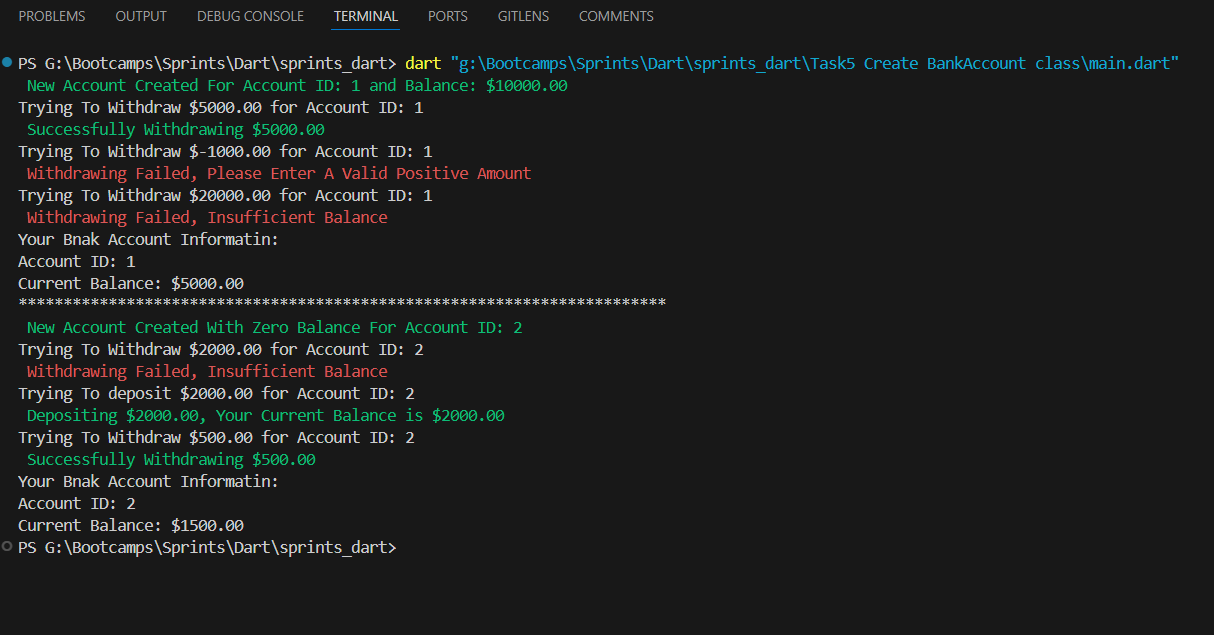 PROBLEMS OUTPUT DEBUG CONSOLE TERMINAL PORTS GITLENS COMMENTS
PS G:\Bootcamps\Sprints\Dart\sprints_dart> dart "g:\Bootcamps\Sprints\Dart\sprints_dart\Task5 Create BankAccount class\main.dart"
New Account Created For Account ID: 1 and Balance: $10000.00
Trying To Withdraw $5000.00 for Account ID: 1
Successfully Withdrawing $5000.00
Trying To Withdraw $-1000.00 for Account ID: 1
Withdrawing Failed, Please Enter A Valid Positive Amount
Trying To Withdraw $20000.00 for Account ID: 1
Withdrawing Failed, Insufficient Balance
Your Bnak Account Informatin:
Account ID: 1
Current Balance: $5000.00
************************************************************************
New Account Created With Zero Balance For Account ID: 2
Trying To Withdraw $2000.00 for Account ID: 2
Withdrawing Failed, Insufficient Balance
Trying To deposit $2000.00 for Account ID: 2
Depositing $2000.00, Your Current Balance is $2000.00
Trying To Withdraw $500.00 for Account ID: 2
Successfully Withdrawing $500.00
Your Bnak Account Informatin:
Account ID: 2
Current Balance: $1500.00
PS G:\Bootcamps\Sprints\Dart\sprints_dart>